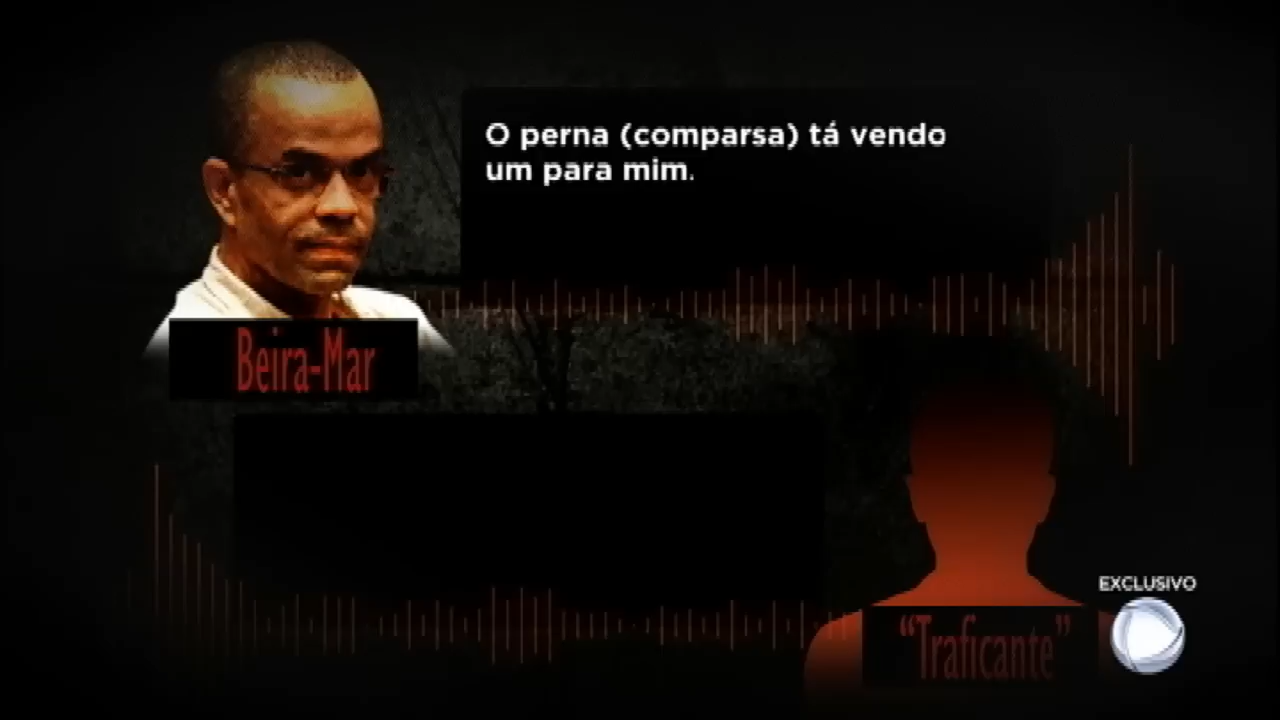 O perna (comparsa) tá vendo
um para mim.
Beira-Mar
EXCLUSIVO
“Traficante”